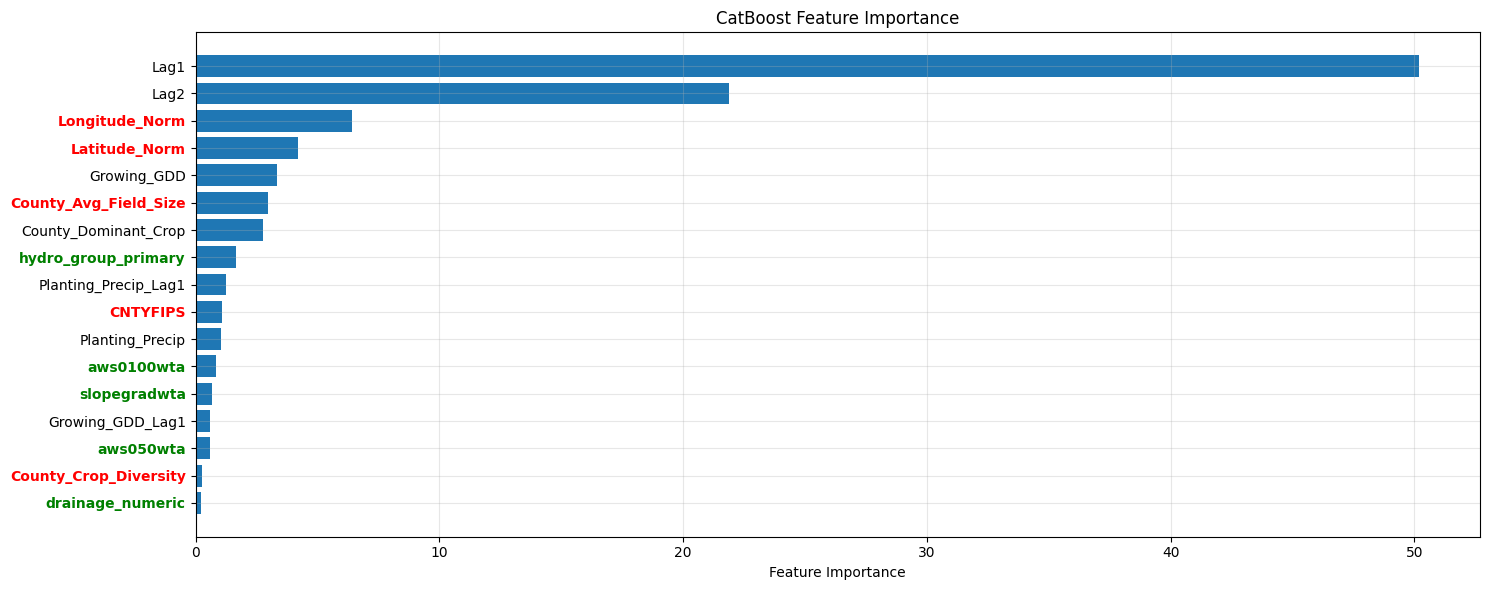 CatBoost Feature Importance
Lag1
Lag2
Longitude_Norm
Latitude_Norm
Growing_GDD
County_Avg_Field_Size
County_Dominant_Crop
hydro_group_primary
Planting_Precip_Lag1
CNTYFIPS
Planting_Precip
aws0100wta
slopegradwta
Growing_GDD_Lag1
aws050wta
County_Crop_Diversity
drainage_numeric
0 10 20 30 40 50
Feature Importance